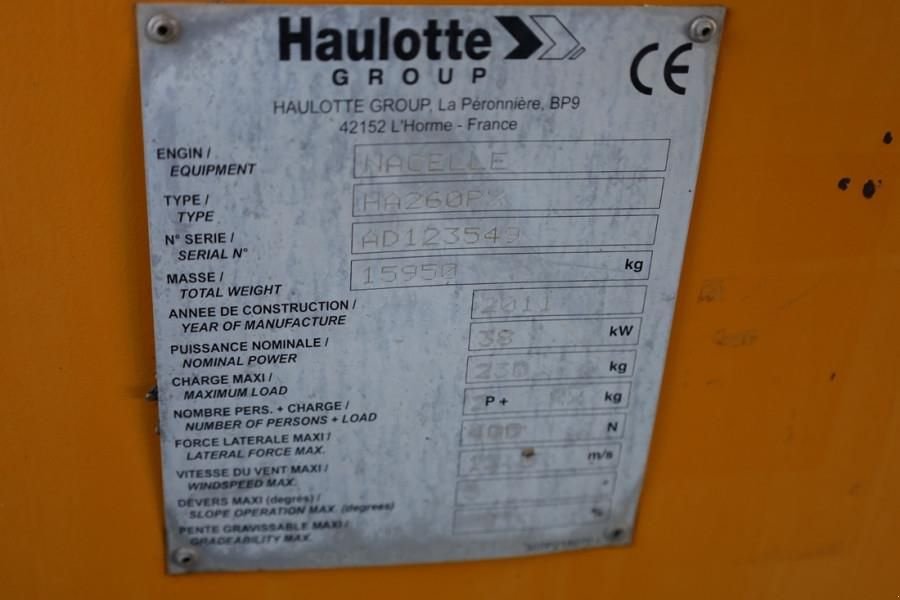 Haulotte
GROUP
CE
HAULOTTE GROUP, La Péronnière, BP9
42152 L'Horme - France
ENGIN /
EQUIPMENT NACELLE
TYPE /
TYPE HA260PX
N° SERIE /
SERIAL N° AD123549
MASSE /
TOTAL WEIGHT 15950 kg
ANNEE DE CONSTRUCTION /
YEAR OF MANUFACTURE 2011
PUISSANCE NOMINALE /
NOMINAL POWER 38 kW
CHARGE MAXI /
MAXIMUM LOAD 230 kg
NOMBRE PERS. + CHARGE /
NUMBER OF PERSONS + LOAD P + kg
FORCE LATERALE MAXI /
LATERAL FORCE MAX. 400 N
VITESSE DU VENT MAXI /
WINDSPEED MAX. m/s
DEVERS MAXI (degrés) /
SLOPE OPERATION MAX. (degrees) °
PENTE GRAVISSABLE MAXI /
GRADEABILITY MAX. %